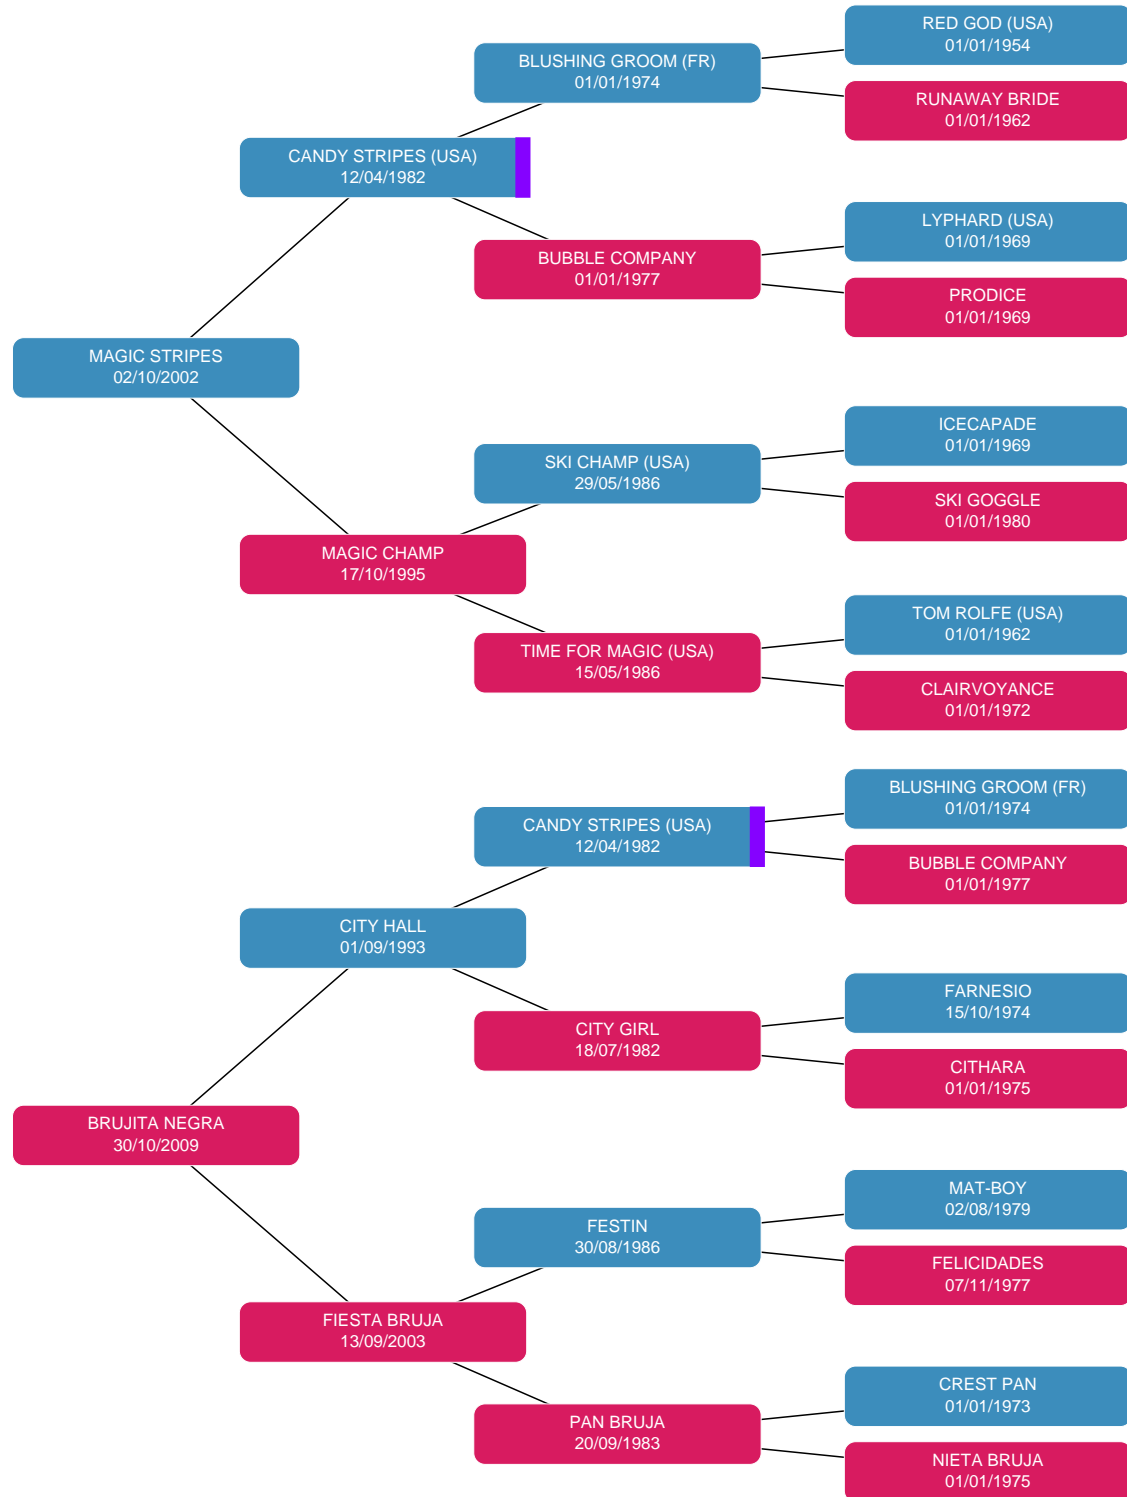 RED GOD (USA)
01/01/1954
BLUSHING GROOM (FR)
01/01/1974
RUNAWAY BRIDE
01/01/1962
CANDY STRIPES (USA)
12/04/1982
LYPHARD (USA)
01/01/1969
BUBBLE COMPANY
01/01/1977
PRODICE
01/01/1969
MAGIC STRIPES
02/10/2002
ICECAPADE
01/01/1969
SKI CHAMP (USA)
29/05/1986
SKI GOGGLE
01/01/1980
MAGIC CHAMP
17/10/1995
TOM ROLFE (USA)
01/01/1962
TIME FOR MAGIC (USA)
15/05/1986
CLAIRVOYANCE
01/01/1972
BLUSHING GROOM (FR)
01/01/1974
CANDY STRIPES (USA)
12/04/1982
BUBBLE COMPANY
01/01/1977
CITY HALL
01/09/1993
FARNESIO
15/10/1974
CITY GIRL
18/07/1982
CITHARA
01/01/1975
BRUJITA NEGRA
30/10/2009
MAT-BOY
02/08/1979
FESTIN
30/08/1986
FELICIDADES
07/11/1977
FIESTA BRUJA
13/09/2003
CREST PAN
01/01/1973
PAN BRUJA
20/09/1983
NIETA BRUJA
01/01/1975